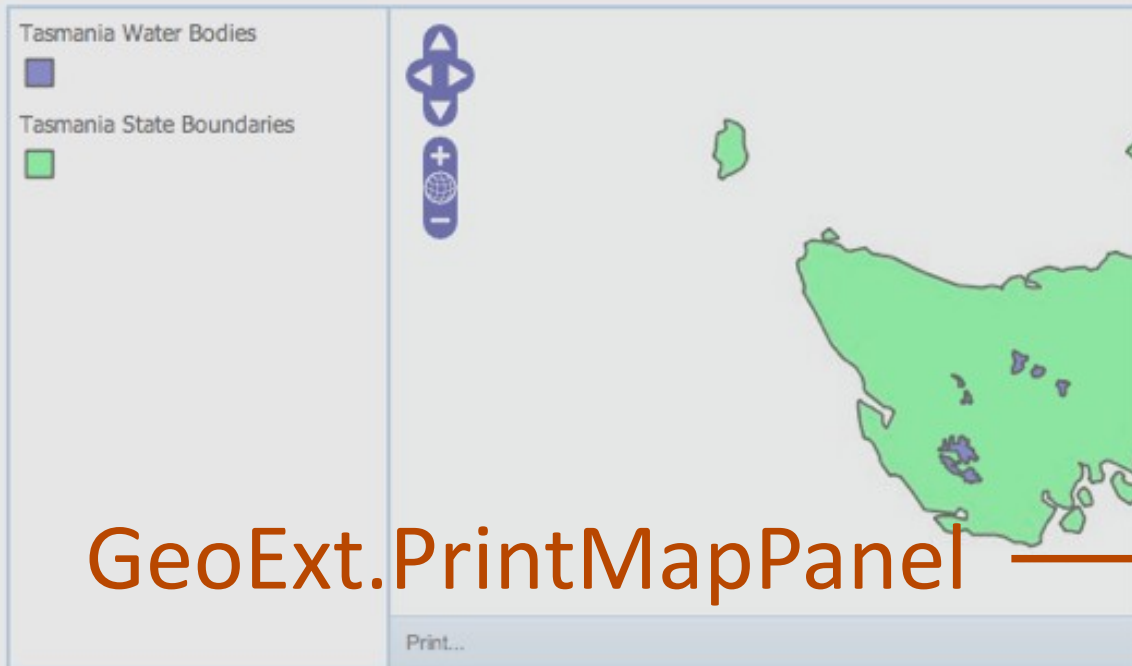 Tasmania Water Bodies
Tasmania State Boundaries
GeoExt.PrintMapPanel
Print...